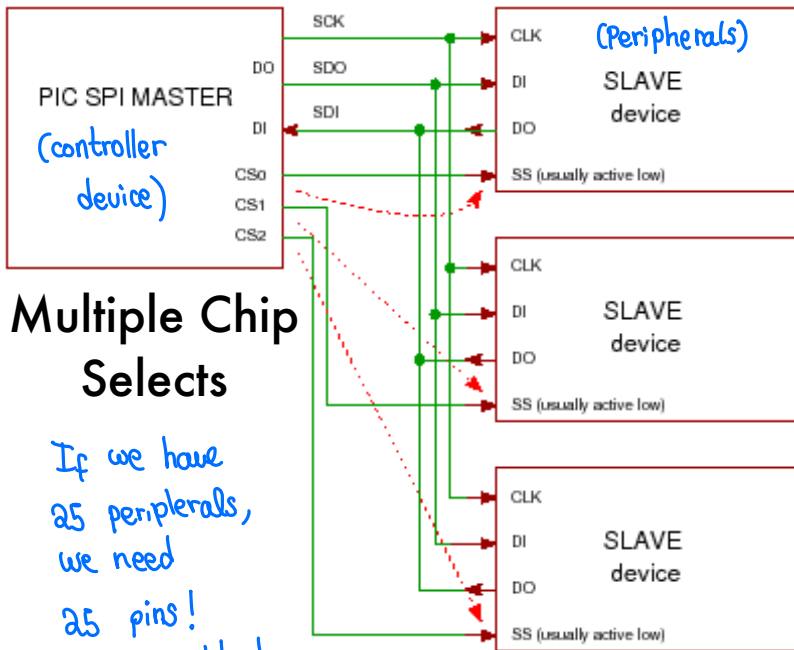 SCK
DO
SDO
PIC SPI MASTER
DI
SDI
(controller
device)
CS0
CS1
CS2
CLK
(Peripherals)
DI
SLAVE
device
DO
SS (usually active low)
CLK
DI
SLAVE
device
DO
SS (usually active low)
CLK
DI
SLAVE
device
DO
SS (usually active low)
Multiple Chip
Selects
If we have
25 periplerals,
we need
25 pins!